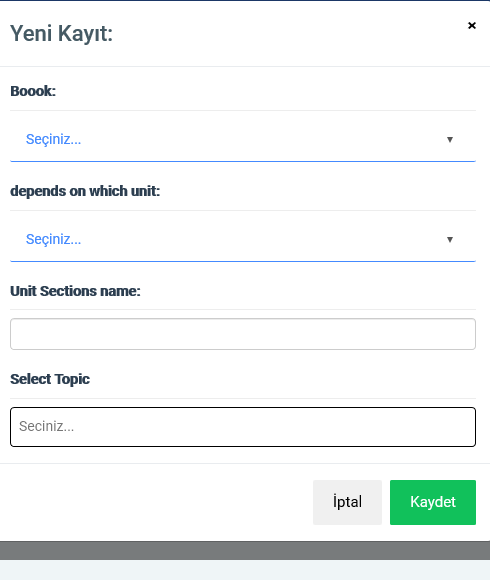 Yeni Kayıt:
×
Boook:
Seçiniz...
depends on which unit:
Seçiniz...
Unit Sections name:
Select Topic
Seciniz...
İptal
Kaydet